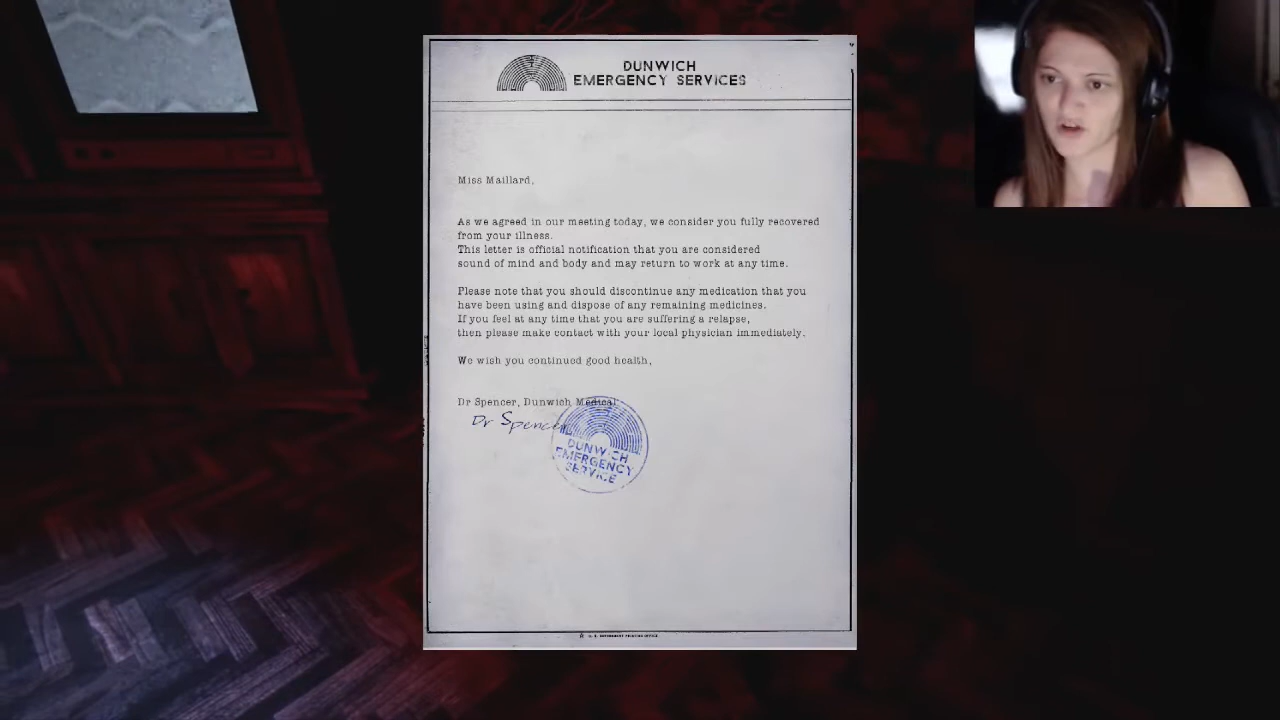 DUNWICH
EMERGENCY SERVICES
Miss Maillard,
As we agreed in our meeting today, we consider you fully recovered
from your illness.
This letter is official notification that you are considered
sound of mind and body and may return to work at any time.
Please note that you should discontinue any medication that you
have been using and dispose of any remaining medicines.
If you feel at any time that you are suffering a relapse,
then please make contact with your local physician immediately.
We wish you continued good health,
Dr Spencer, Dunwich Medical
Dr Spencer
DUNWICH
EMERGENCY
SERVICE
U. S. GOVERNMENT PRINTING OFFICE